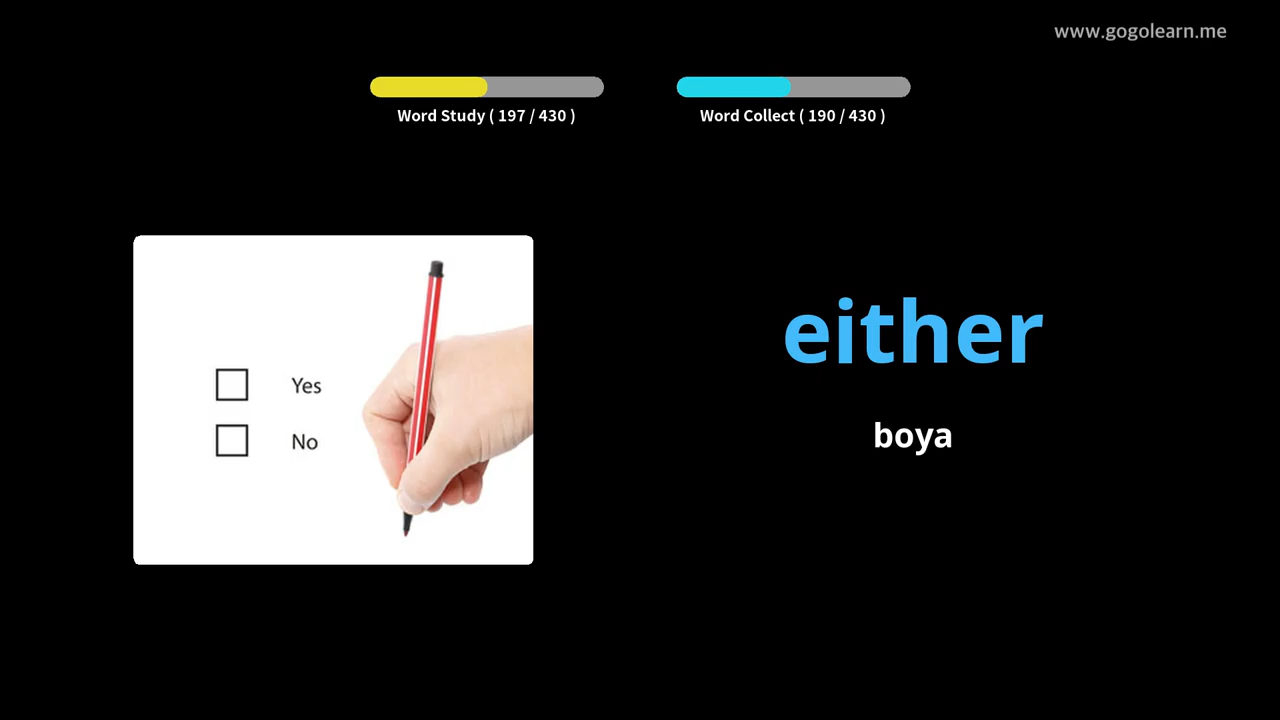 www.gogolearn.me
Word Study ( 197 / 430 )
Word Collect ( 190 / 430 )
Yes
No
either
boya